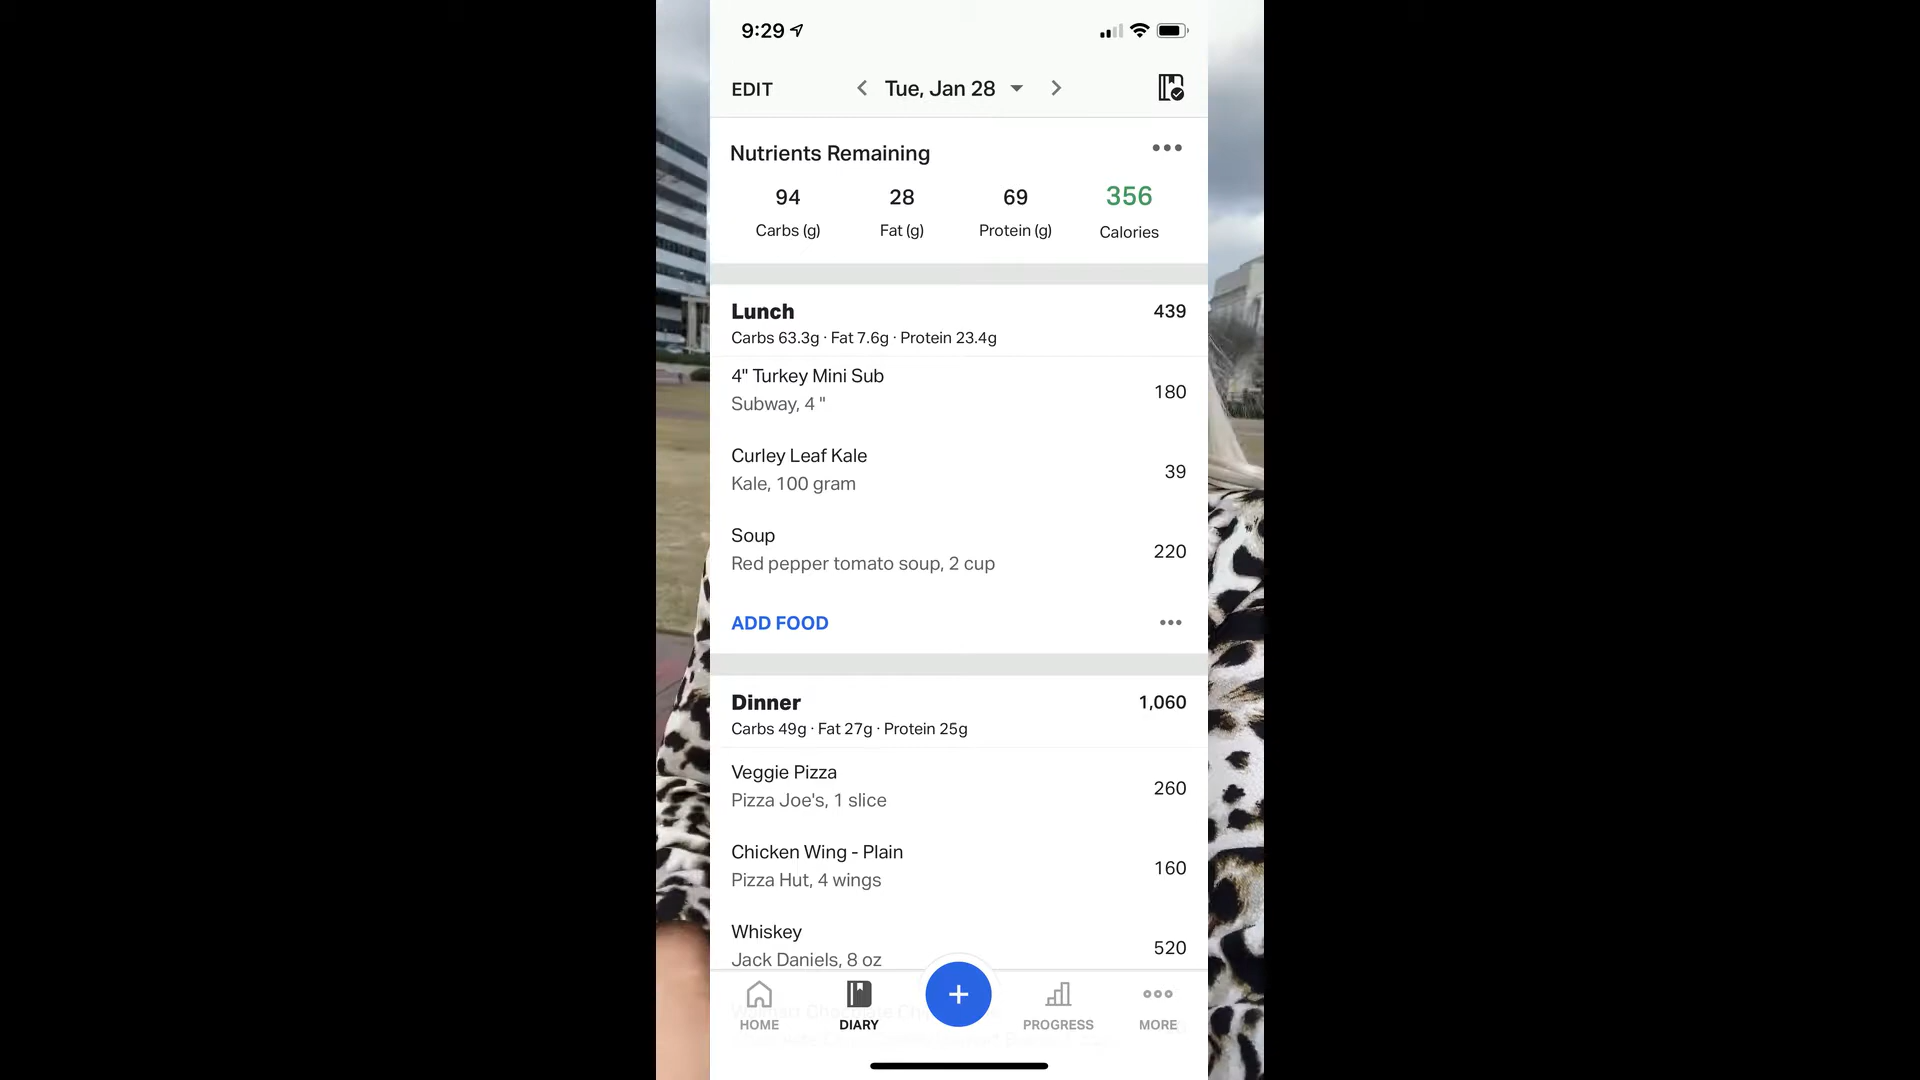 9:29
EDIT
Tue, Jan 28
Nutrients Remaining
94 28 69 356
Carbs (g) Fat (g) Protein (g) Calories
Lunch 439
Carbs 63.3g · Fat 7.6g · Protein 23.4g
4" Turkey Mini Sub
Subway, 4 " 180
Curley Leaf Kale
Kale, 100 gram 39
Soup
Red pepper tomato soup, 2 cup 220
ADD FOOD
Dinner 1,060
Carbs 49g · Fat 27g · Protein 25g
Veggie Pizza
Pizza Joe's, 1 slice 260
Chicken Wing - Plain
Pizza Hut, 4 wings 160
Whiskey
Jack Daniels, 8 oz 520
HOME DIARY PROGRESS MORE